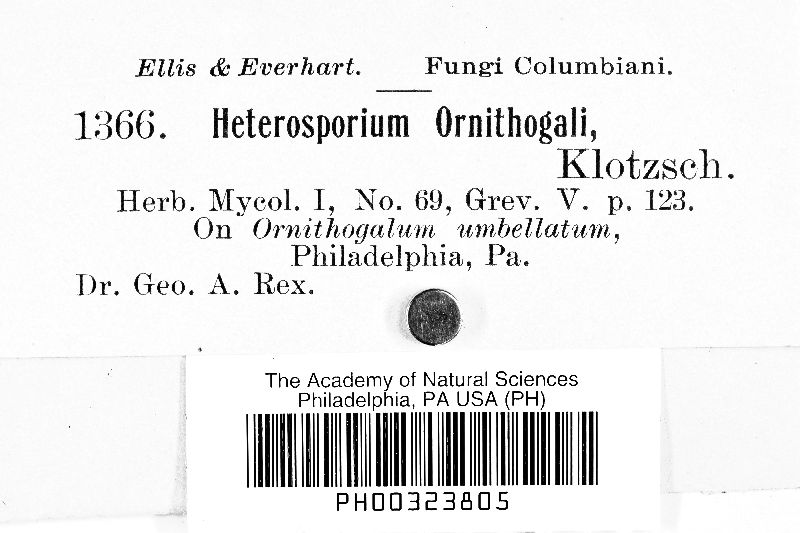 Ellis & Everhart. Fungi Columbiani.
1366. Heterosporium Ornithogali,
Klotzsch.
Herb. Mycol. I, No. 69, Grev. V. p. 123.
On Ornithogalum umbellatum,
Philadelphia, Pa.
Dr. Geo. A. Rex.
The Academy of Natural Sciences
Philadelphia, PA USA (PH)
PH00323805